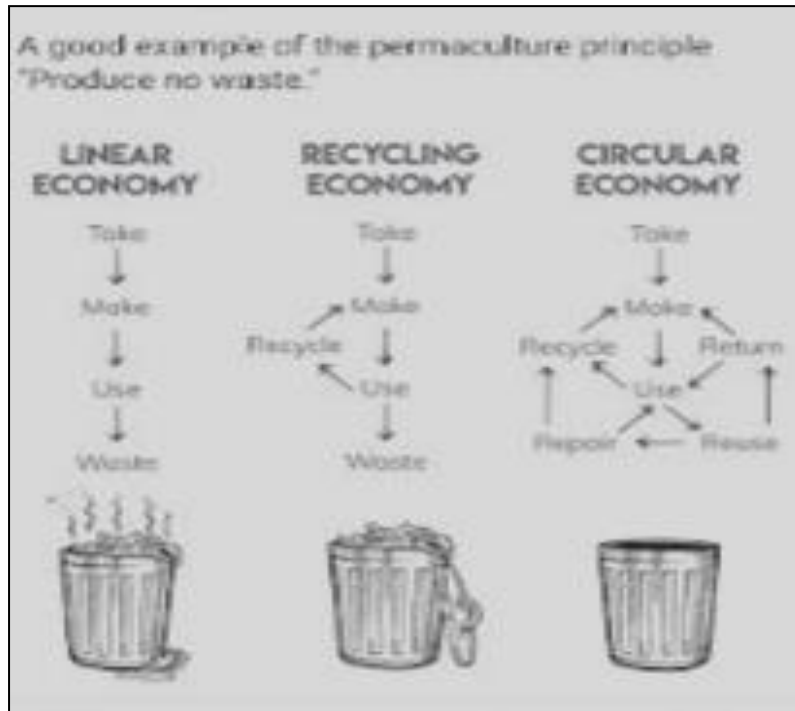 A good example of the permaculture principle
"Produce no waste."
LINEAR
ECONOMY
Take
Make
Use
Waste
RECYCLING
ECONOMY
Take
Make
Recycle
Use
Waste
CIRCULAR
ECONOMY
Take
Make
Recycle
Return
Use
Repair
Reuse